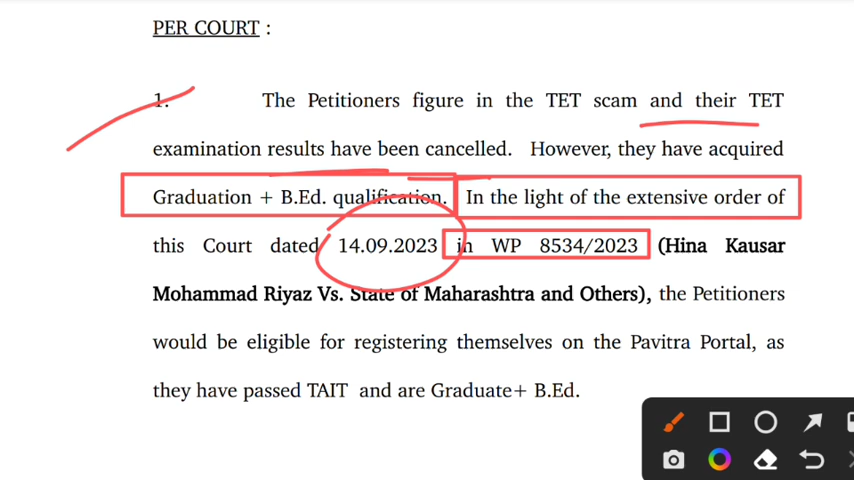 PER COURT :
1. The Petitioners figure in the TET scam and their TET
examination results have been cancelled. However, they have acquired
Graduation + B.Ed. qualification. In the light of the extensive order of
this Court dated 14.09.2023 in WP 8534/2023 (Hina Kausar
Mohammad Riyaz Vs. State of Maharashtra and Others), the Petitioners
would be eligible for registering themselves on the Pavitra Portal, as
they have passed TAIT and are Graduate+ B.Ed.